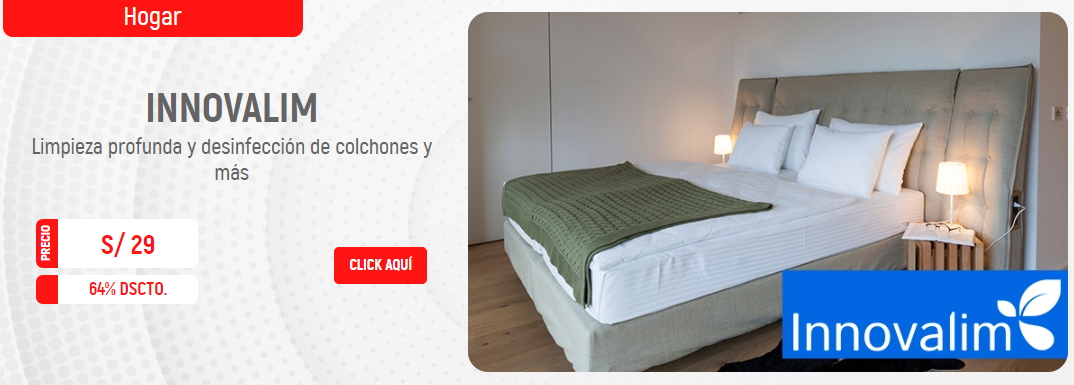 Hogar
INNOVALIM
Limpieza profunda y desinfección de colchones y
más
PRECIO
S/ 29
64% DSCTO.
CLICK AQUÍ
Innovalim